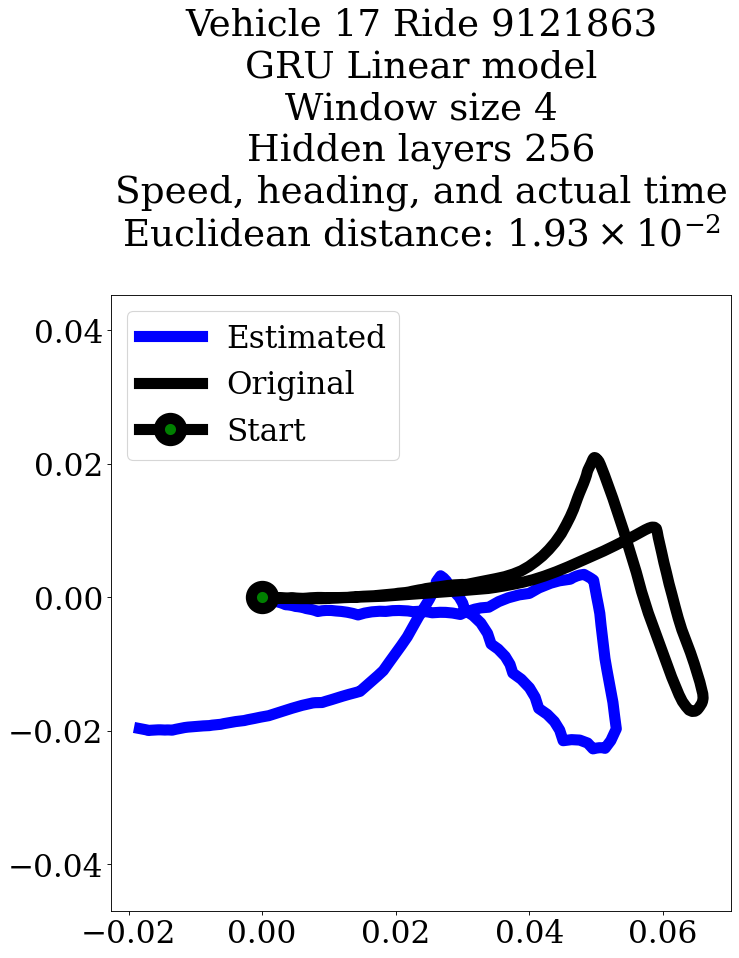 Vehicle 17 Ride 9121863
GRU Linear model
Window size 4
Hidden layers 256
Speed, heading, and actual time
Euclidean distance: 1.93 × 10⁻²
Estimated
Original
Start
0.04
0.02
0.00
−0.02
−0.04
−0.02 0.00 0.02 0.04 0.06